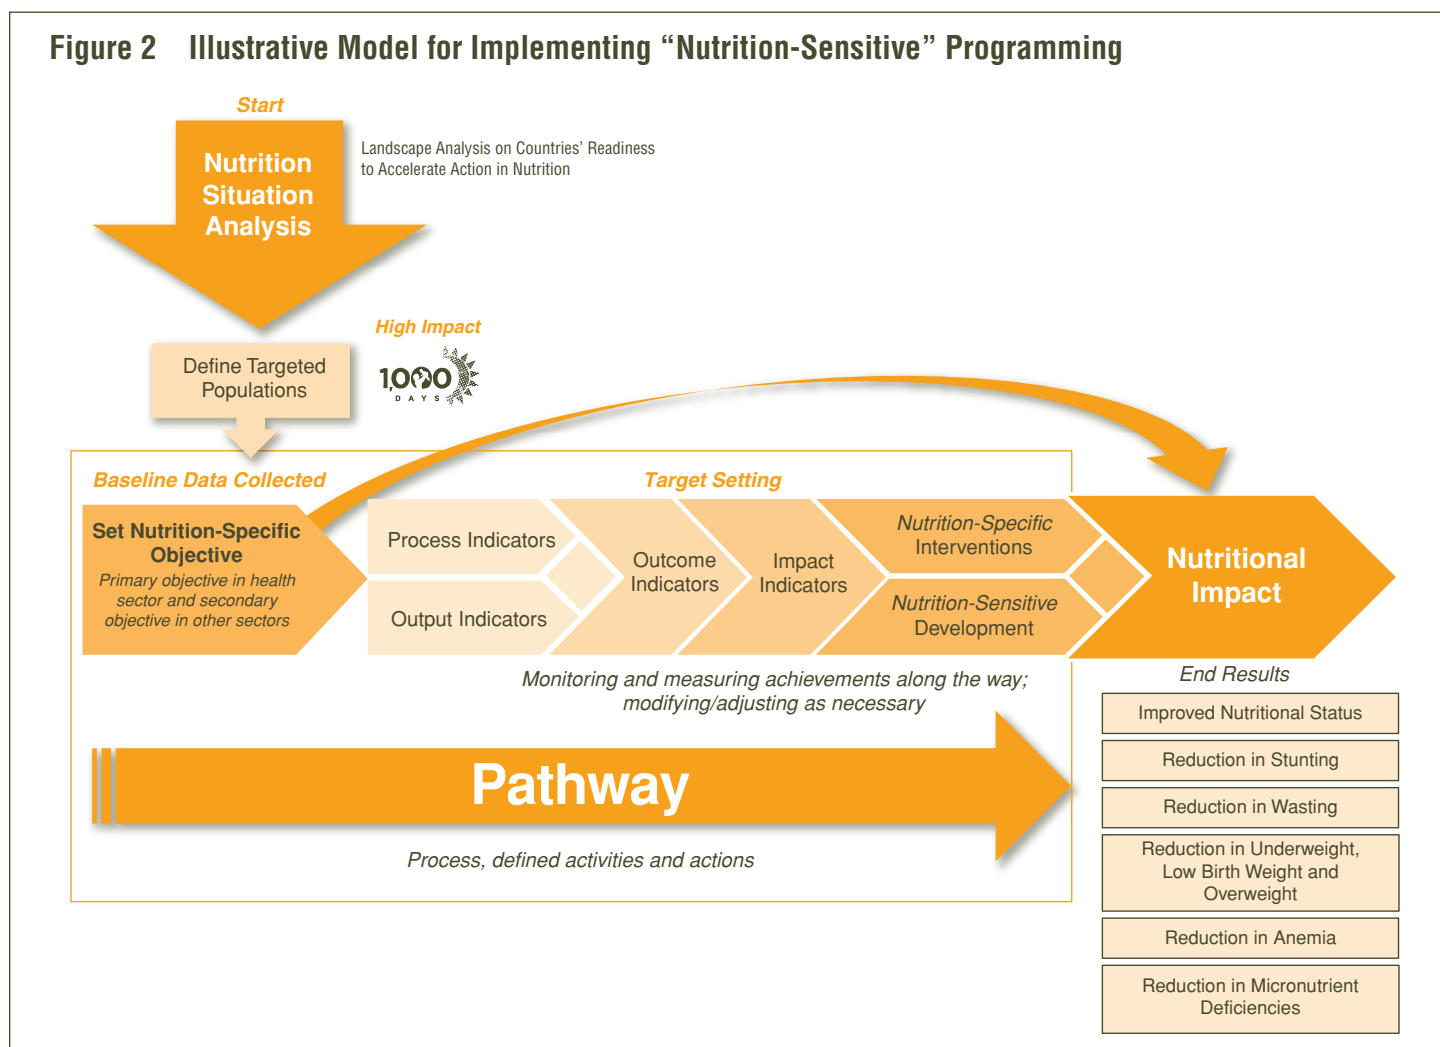 Figure 2 Illustrative Model for Implementing “Nutrition-Sensitive” Programming
Start
Nutrition
Situation
Analysis
Landscape Analysis on Countries’ Readiness
to Accelerate Action in Nutrition
High Impact
1,000
DAYS
Define Targeted
Populations
Baseline Data Collected
Target Setting
Set Nutrition-Specific
Objective
Primary objective in health
sector and secondary
objective in other sectors
Process Indicators
Output Indicators
Outcome
Indicators
Impact
Indicators
Nutrition-Specific
Interventions
Nutrition-Sensitive
Development
Nutritional
Impact
Monitoring and measuring achievements along the way;
modifying/adjusting as necessary
Pathway
Process, defined activities and actions
End Results
Improved Nutritional Status
Reduction in Stunting
Reduction in Wasting
Reduction in Underweight,
Low Birth Weight and
Overweight
Reduction in Anemia
Reduction in Micronutrient
Deficiencies